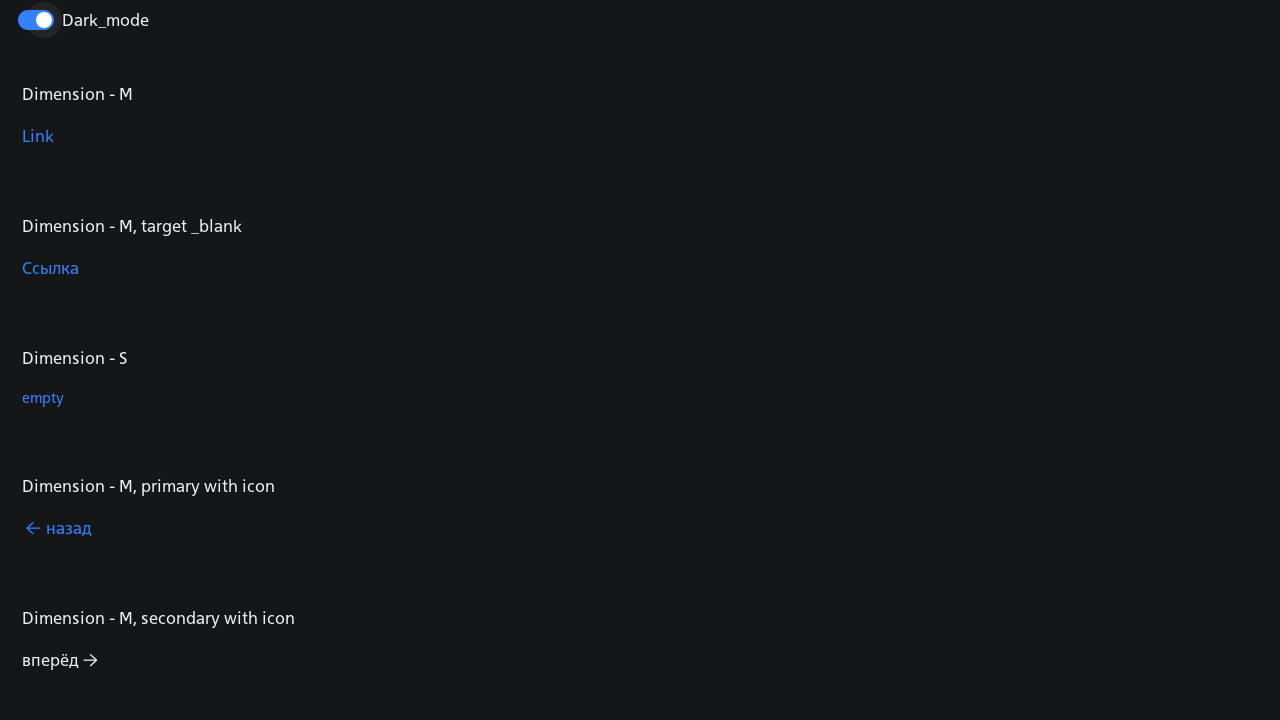 Dark_mode
Dimension - M
Link
Dimension - M, target _blank
Ссылка
Dimension - S
empty
Dimension - M, primary with icon
назад
Dimension - M, secondary with icon
вперёд